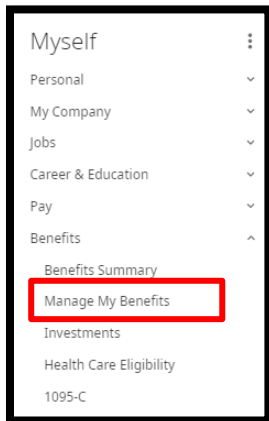 Myself
Personal
My Company
Jobs
Career & Education
Pay
Benefits
Benefits Summary
Manage My Benefits
Investments
Health Care Eligibility
1095-C